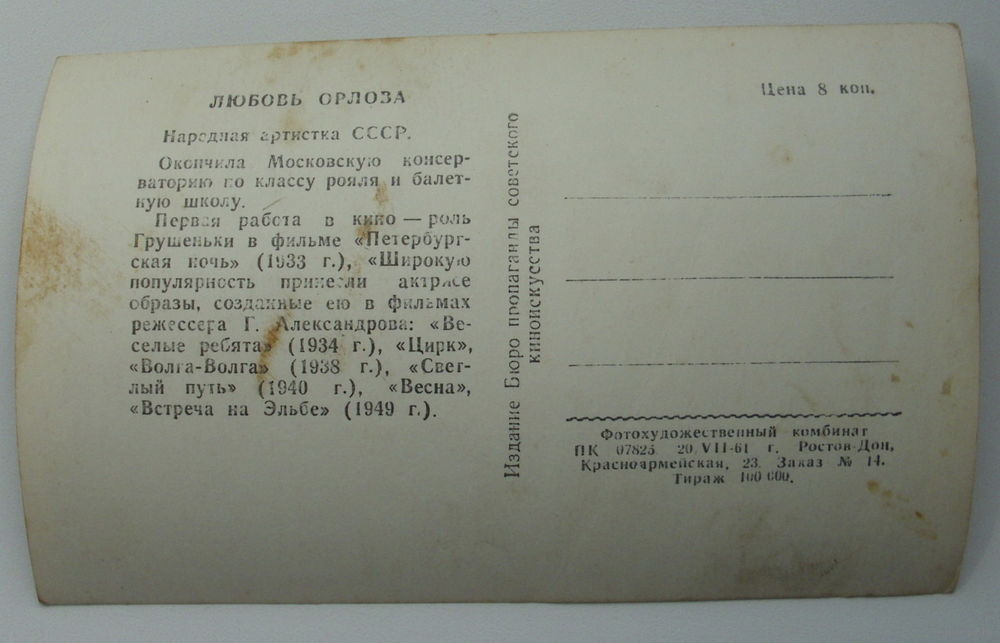 ЛЮБОВЬ ОРЛОЗА
Народная артистка СССР.
Окончила Московскую консер-
ваторию по классу рояля и балет-
ную школу.
Первая работа в кино — роль
Грушеньки в фильме «Петербург-
ская ночь» (1933 г.), «Широкую
популярность принесли актрисе
образы, созданные ею в фильмах
режессера Г. Александрова: «Ве-
селые ребята» (1934 г.), «Цирк»,
«Волга-Волга» (1938 г.), «Свет-
лый путь» (1940 г.), «Весна»,
«Встреча на Эльбе» (1949 г.).
Издание Бюро пропаганды советского
киноискусства
Цена 8 коп.
Фотохудожественный комбинат
ПК 07825. 20/VII-61 г. Ростов-Дон,
Красноармейская, 23. Заказ № 14.
Тираж 100 000.